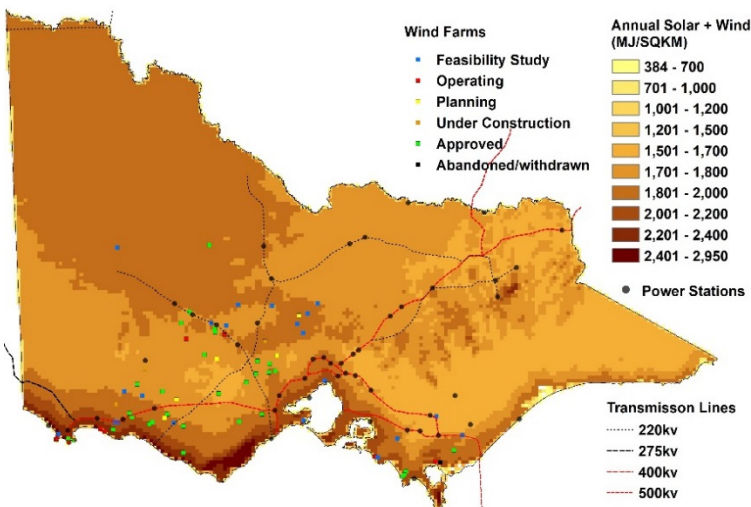 Wind Farms
Feasibility Study
Operating
Planning
Under Construction
Approved
Abandoned/withdrawn
Annual Solar + Wind
(MJ/SQKM)
384 - 700
701 - 1,000
1,001 - 1,200
1,201 - 1,500
1,501 - 1,700
1,701 - 1,800
1,801 - 2,000
2,001 - 2,200
2,201 - 2,400
2,401 - 2,950
Power Stations
Transmisson Lines
220kv
275kv
400kv
500kv